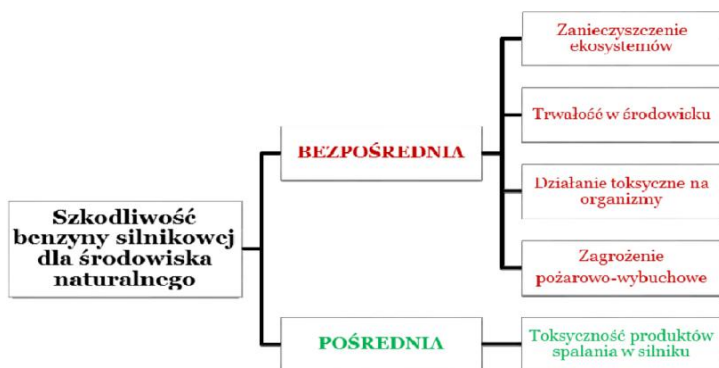 Szkodliwość
benzyny silnikowej
dla środowiska
naturalnego
BEZPOŚREDNIA
Zanieczyszczenie
ekosystemów
Trwałość w środowisku
Działanie toksyczne na
organizmy
Zagrożenie
pożarowo-wybuchowe
POŚREDNIA
Toksyczność produktów
spalania w silniku